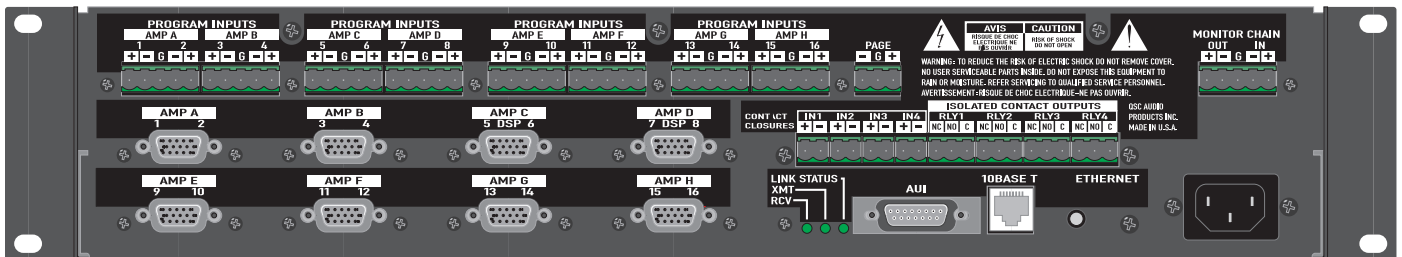 PROGRAM INPUTS PROGRAM INPUTS PROGRAM INPUTS PROGRAM INPUTS
AMP A AMP B AMP C AMP D AMP E AMP F AMP G AMP H
1 2 3 4 5 6 7 8 9 10 11 12 13 14 15 16
+ - G - + + - G - + + - G - + + - G - + + - G - + + - G - + + - G - + + - G - +
PAGE
- G +
AVIS
RISQUE DE CHOC
ELECTRIQUE NE
PAS OUVRIR
CAUTION
RISK OF SHOCK
DO NOT OPEN
WARNING: TO REDUCE THE RISK OF ELECTRIC SHOCK DO NOT REMOVE COVER.
NO USER SERVICEABLE PARTS INSIDE. DO NOT EXPOSE THIS EQUIPMENT TO
RAIN OR MOISTURE. REFER SERVICING TO QUALIFIED SERVICE PERSONNEL.
AVERTISSEMENT:RISQUE DE CHOC ELECTRIQUE-NE PAS OUVRIR.
MONITOR CHAIN
OUT IN
+ - G - +
AMP A AMP B AMP C AMP D
1 2 3 4 5 DSP 6 7 DSP 8
CONTACT
CLOSURES
IN1 IN2 IN3 IN4
+ - + - + - + -
ISOLATED CONTACT OUTPUTS
RLY1 RLY2 RLY3 RLY4
NC NO C NC NO C NC NO C NC NO C
QSC AUDIO
PRODUCTS INC.
MADE IN U.S.A.
AMP E AMP F AMP G AMP H
9 10 11 12 13 14 15 16
LINK STATUS
XMT
RCV
AUI
10BASE T
ETHERNET